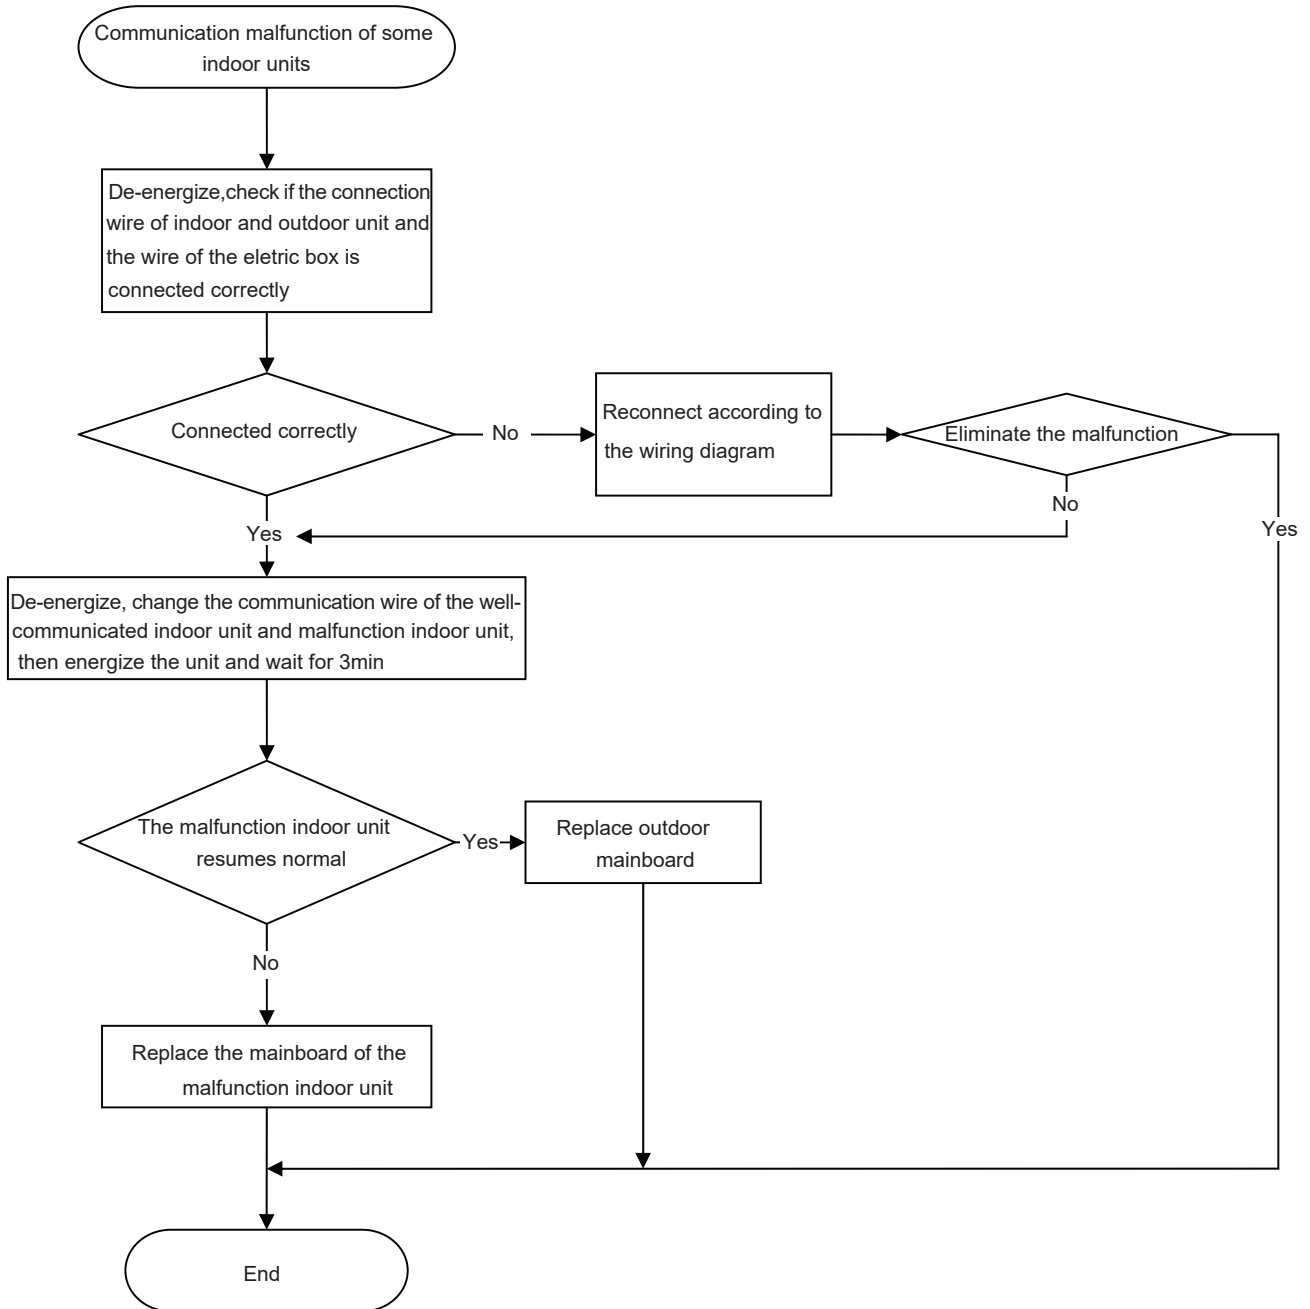 Communication malfunction of some
indoor units
De-energize,check if the connection
wire of indoor and outdoor unit and
the wire of the eletric box is
connected correctly
Connected correctly
No
Reconnect according to
the wiring diagram
Eliminate the malfunction
No
Yes
Yes
De-energize, change the communication wire of the well-
communicated indoor unit and malfunction indoor unit,
then energize the unit and wait for 3min
The malfunction indoor unit
resumes normal
Yes
Replace outdoor
mainboard
No
Replace the mainboard of the
malfunction indoor unit
End